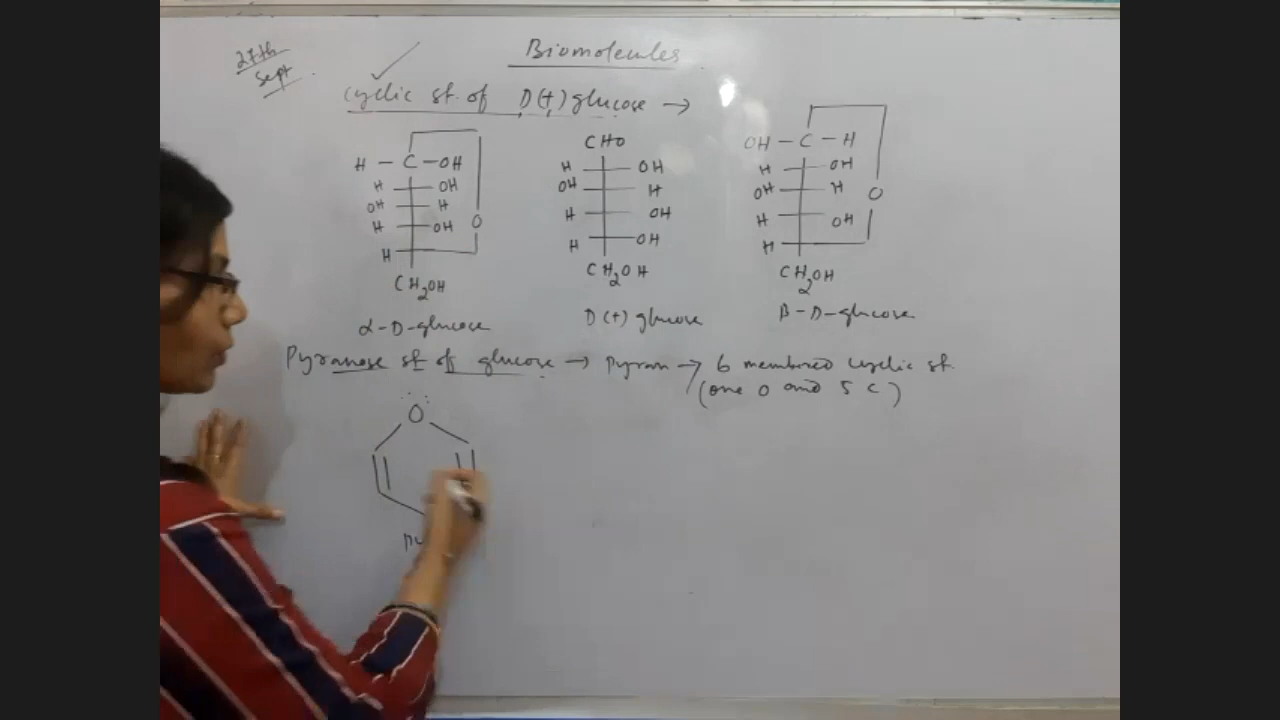 27th
Sept.
Biomolecules
Cyclic st. of D(+) glucose →
H - C - OH
H OH
OH H
H OH
O
H
CH2OH
α-D-glucose
CHO
H OH
OH H
H OH
H OH
CH2OH
D(+) glucose
OH - C - H
H OH
OH H
O
H OH
H
CH2OH
β-D-glucose
Pyranose st of glucose → Pyran → 6 membered cyclic st.
(one O and 5 C)
O